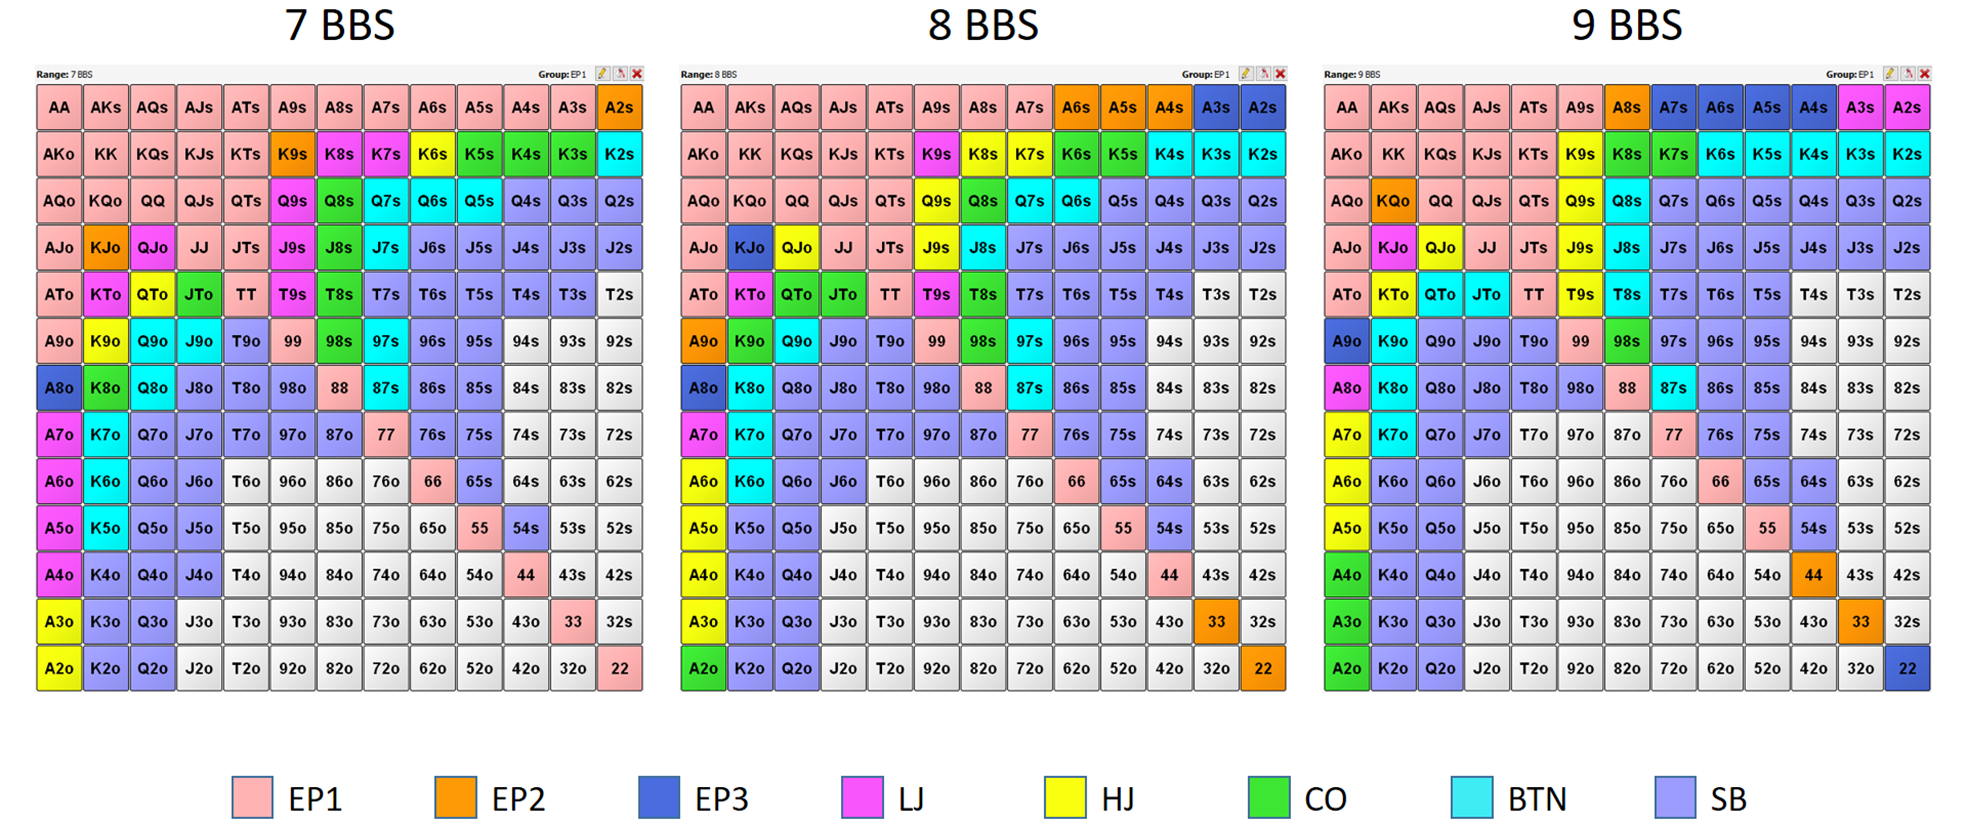 7 BBS 8 BBS 9 BBS
Range: 7 BBS Group: EP1 Range: 8 BBS Group: EP1 Range: 9 BBS Group: EP1
AA AKs AQs AJs ATs A9s A8s A7s A6s A5s A4s A3s A2s AA AKs AQs AJs ATs A9s A8s A7s A6s A5s A4s A3s A2s AA AKs AQs AJs ATs A9s A8s A7s A6s A5s A4s A3s A2s
AKo KK KQs KJs KTs K9s K8s K7s K6s K5s K4s K3s K2s AKo KK KQs KJs KTs K9s K8s K7s K6s K5s K4s K3s K2s AKo KK KQs KJs KTs K9s K8s K7s K6s K5s K4s K3s K2s
AQo KQo QQ QJs QTs Q9s Q8s Q7s Q6s Q5s Q4s Q3s Q2s AQo KQo QQ QJs QTs Q9s Q8s Q7s Q6s Q5s Q4s Q3s Q2s AQo KQo QQ QJs QTs Q9s Q8s Q7s Q6s Q5s Q4s Q3s Q2s
AJo KJo QJo JJ JTs J9s J8s J7s J6s J5s J4s J3s J2s AJo KJo QJo JJ JTs J9s J8s J7s J6s J5s J4s J3s J2s AJo KJo QJo JJ JTs J9s J8s J7s J6s J5s J4s J3s J2s
ATo KTo QTo JTo TT T9s T8s T7s T6s T5s T4s T3s T2s ATo KTo QTo JTo TT T9s T8s T7s T6s T5s T4s T3s T2s ATo KTo QTo JTo TT T9s T8s T7s T6s T5s T4s T3s T2s
A9o K9o Q9o J9o T9o 99 98s 97s 96s 95s 94s 93s 92s A9o K9o Q9o J9o T9o 99 98s 97s 96s 95s 94s 93s 92s A9o K9o Q9o J9o T9o 99 98s 97s 96s 95s 94s 93s 92s
A8o K8o Q8o J8o T8o 98o 88 87s 86s 85s 84s 83s 82s A8o K8o Q8o J8o T8o 98o 88 87s 86s 85s 84s 83s 82s A8o K8o Q8o J8o T8o 98o 88 87s 86s 85s 84s 83s 82s
A7o K7o Q7o J7o T7o 97o 87o 77 76s 75s 74s 73s 72s A7o K7o Q7o J7o T7o 97o 87o 77 76s 75s 74s 73s 72s A7o K7o Q7o J7o T7o 97o 87o 77 76s 75s 74s 73s 72s
A6o K6o Q6o J6o T6o 96o 86o 76o 66 65s 64s 63s 62s A6o K6o Q6o J6o T6o 96o 86o 76o 66 65s 64s 63s 62s A6o K6o Q6o J6o T6o 96o 86o 76o 66 65s 64s 63s 62s
A5o K5o Q5o J5o T5o 95o 85o 75o 65o 55 54s 53s 52s A5o K5o Q5o J5o T5o 95o 85o 75o 65o 55 54s 53s 52s A5o K5o Q5o J5o T5o 95o 85o 75o 65o 55 54s 53s 52s
A4o K4o Q4o J4o T4o 94o 84o 74o 64o 54o 44 43s 42s A4o K4o Q4o J4o T4o 94o 84o 74o 64o 54o 44 43s 42s A4o K4o Q4o J4o T4o 94o 84o 74o 64o 54o 44 43s 42s
A3o K3o Q3o J3o T3o 93o 83o 73o 63o 53o 43o 33 32s A3o K3o Q3o J3o T3o 93o 83o 73o 63o 53o 43o 33 32s A3o K3o Q3o J3o T3o 93o 83o 73o 63o 53o 43o 33 32s
A2o K2o Q2o J2o T2o 92o 82o 72o 62o 52o 42o 32o 22 A2o K2o Q2o J2o T2o 92o 82o 72o 62o 52o 42o 32o 22 A2o K2o Q2o J2o T2o 92o 82o 72o 62o 52o 42o 32o 22
EP1 EP2 EP3 LJ HJ CO BTN SB